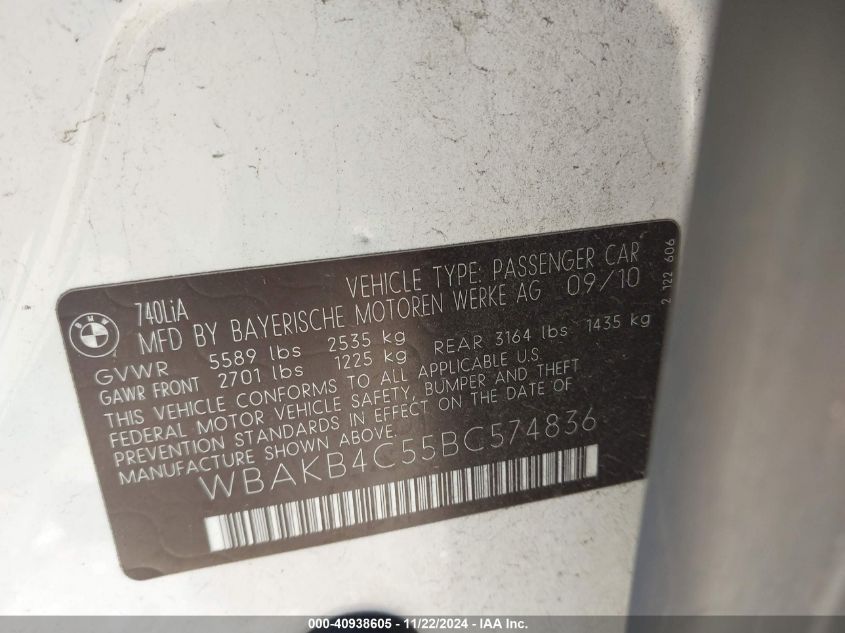 BMW
740LiA
VEHICLE TYPE: PASSENGER CAR
MFD BY BAYERISCHE MOTOREN WERKE AG 09/10
GVWR 5589 lbs 2535 kg
GAWR FRONT 2701 lbs 1225 kg REAR 3164 lbs 1435 kg
THIS VEHICLE CONFORMS TO ALL APPLICABLE U.S
FEDERAL MOTOR VEHICLE SAFETY, BUMPER AND THEFT
PREVENTION STANDARDS IN EFFECT ON THE DATE OF
MANUFACTURE SHOWN ABOVE.
WBAKB4C55BC574836
2 122 606
000-40938605 - 11/22/2024 - IAA Inc.